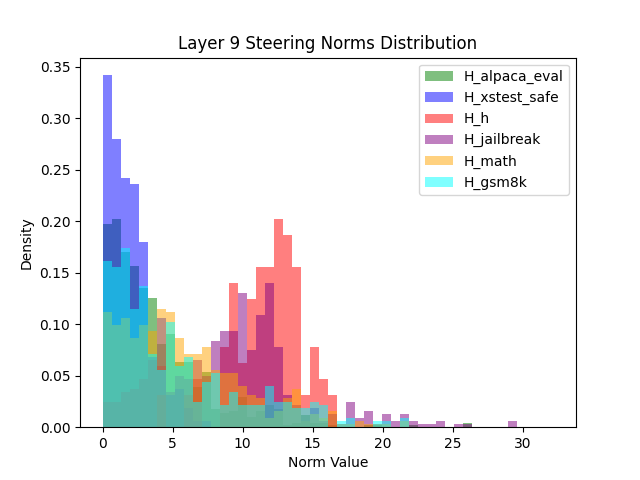 Layer 9 Steering Norms Distribution
H_alpaca_eval
H_xstest_safe
H_h
H_jailbreak
H_math
H_gsm8k
Density
0.35
0.30
0.25
0.20
0.15
0.10
0.05
0.00
0
5
10
15
20
25
30
Norm Value